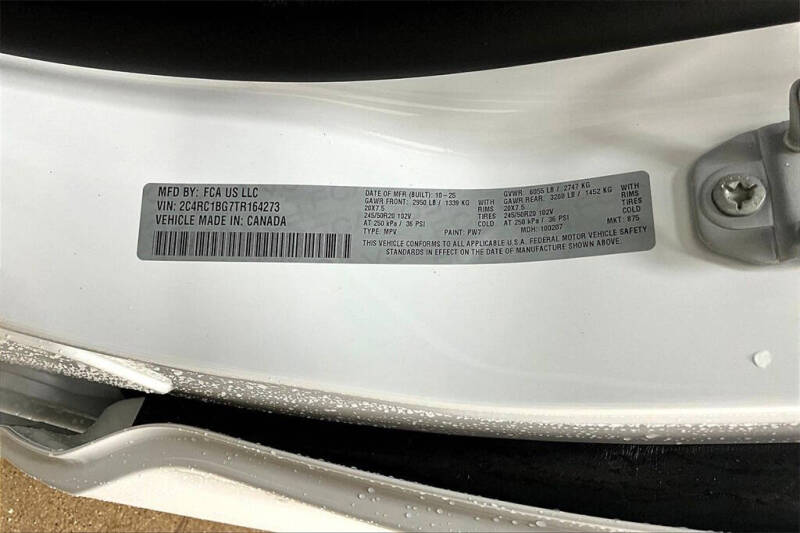 MFD BY: FCA US LLC
VIN: 2C4RC1BG7TR164273
VEHICLE MADE IN: CANADA
DATE OF MFR (BUILT): 10-25 GVWR: 6055 LB / 2747 KG
GAWR FRONT: 2950 LB / 1339 KG WITH GAWR REAR: 3200 LB / 1452 KG WITH
20X7.5 RIMS 20X7.5 RIMS
245/50R20 102V TIRES 245/50R20 102V TIRES
AT 250 kPa / 36 PSI COLD AT 250 kPa / 36 PSI COLD
TYPE: MPV PAINT: PW7 MDH: 100207 MKT: 875
THIS VEHICLE CONFORMS TO ALL APPLICABLE U.S.A. FEDERAL MOTOR VEHICLE SAFETY
STANDARDS IN EFFECT ON THE DATE OF MANUFACTURE SHOWN ABOVE.